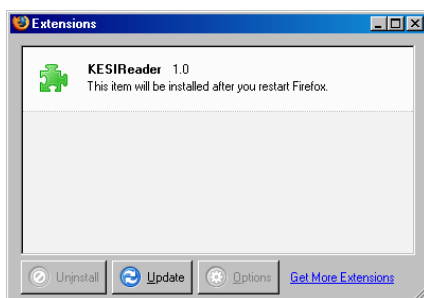 Extensions
KESIReader 1.0
This item will be installed after you restart Firefox.
Uninstall Update Options Get More Extensions